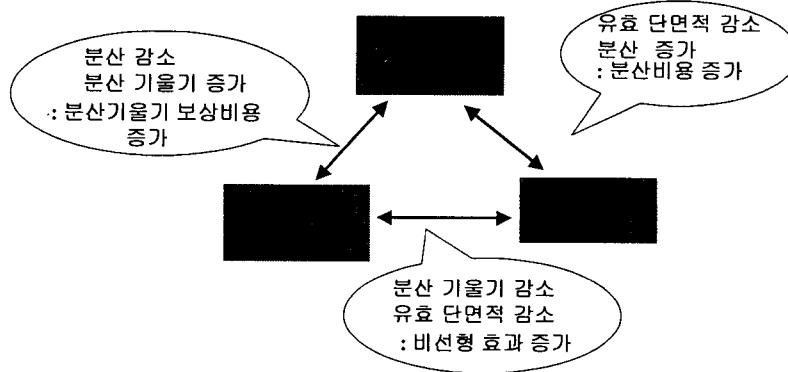 분산 감소
분산 기울기 증가
: 분산기울기 보상비용
증가
유효 단면적 감소
분산 증가
: 분산비용 증가
분산 기울기 감소
유효 단면적 감소
: 비선형 효과 증가